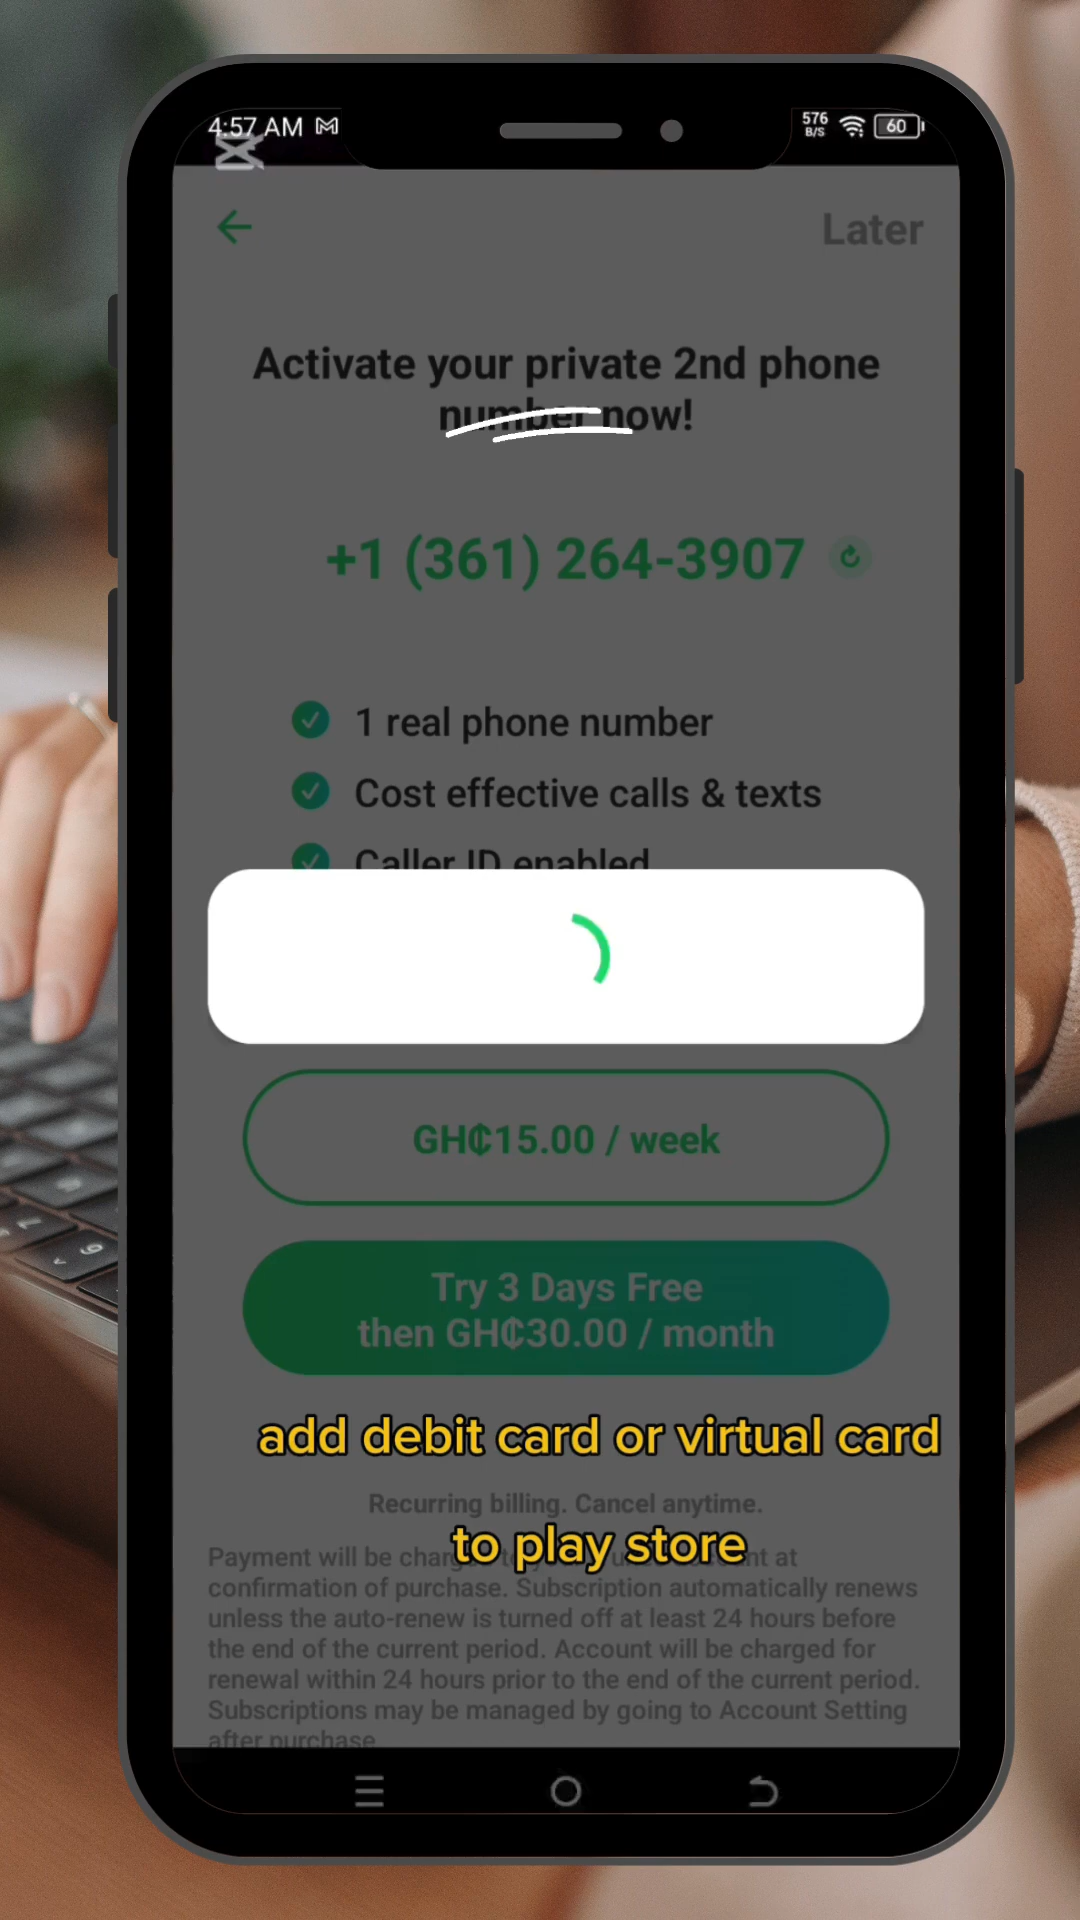 4:57 AM
576
B/S
60
Later
Activate your private 2nd phone
number now!
+1 (361) 264-3907
1 real phone number
Cost effective calls & texts
Caller ID enabled
GH₵15.00 / week
Try 3 Days Free
then GH₵30.00 / month
add debit card or virtual card
Recurring billing. Cancel anytime.
to play store
Payment will be at
confirmation of purchase. Subscription automatically renews
unless the auto-renew is turned off at least 24 hours before
the end of the current period. Account will be charged for
renewal within 24 hours prior to the end of the current period.
Subscriptions may be managed by going to Account Setting
after purchase